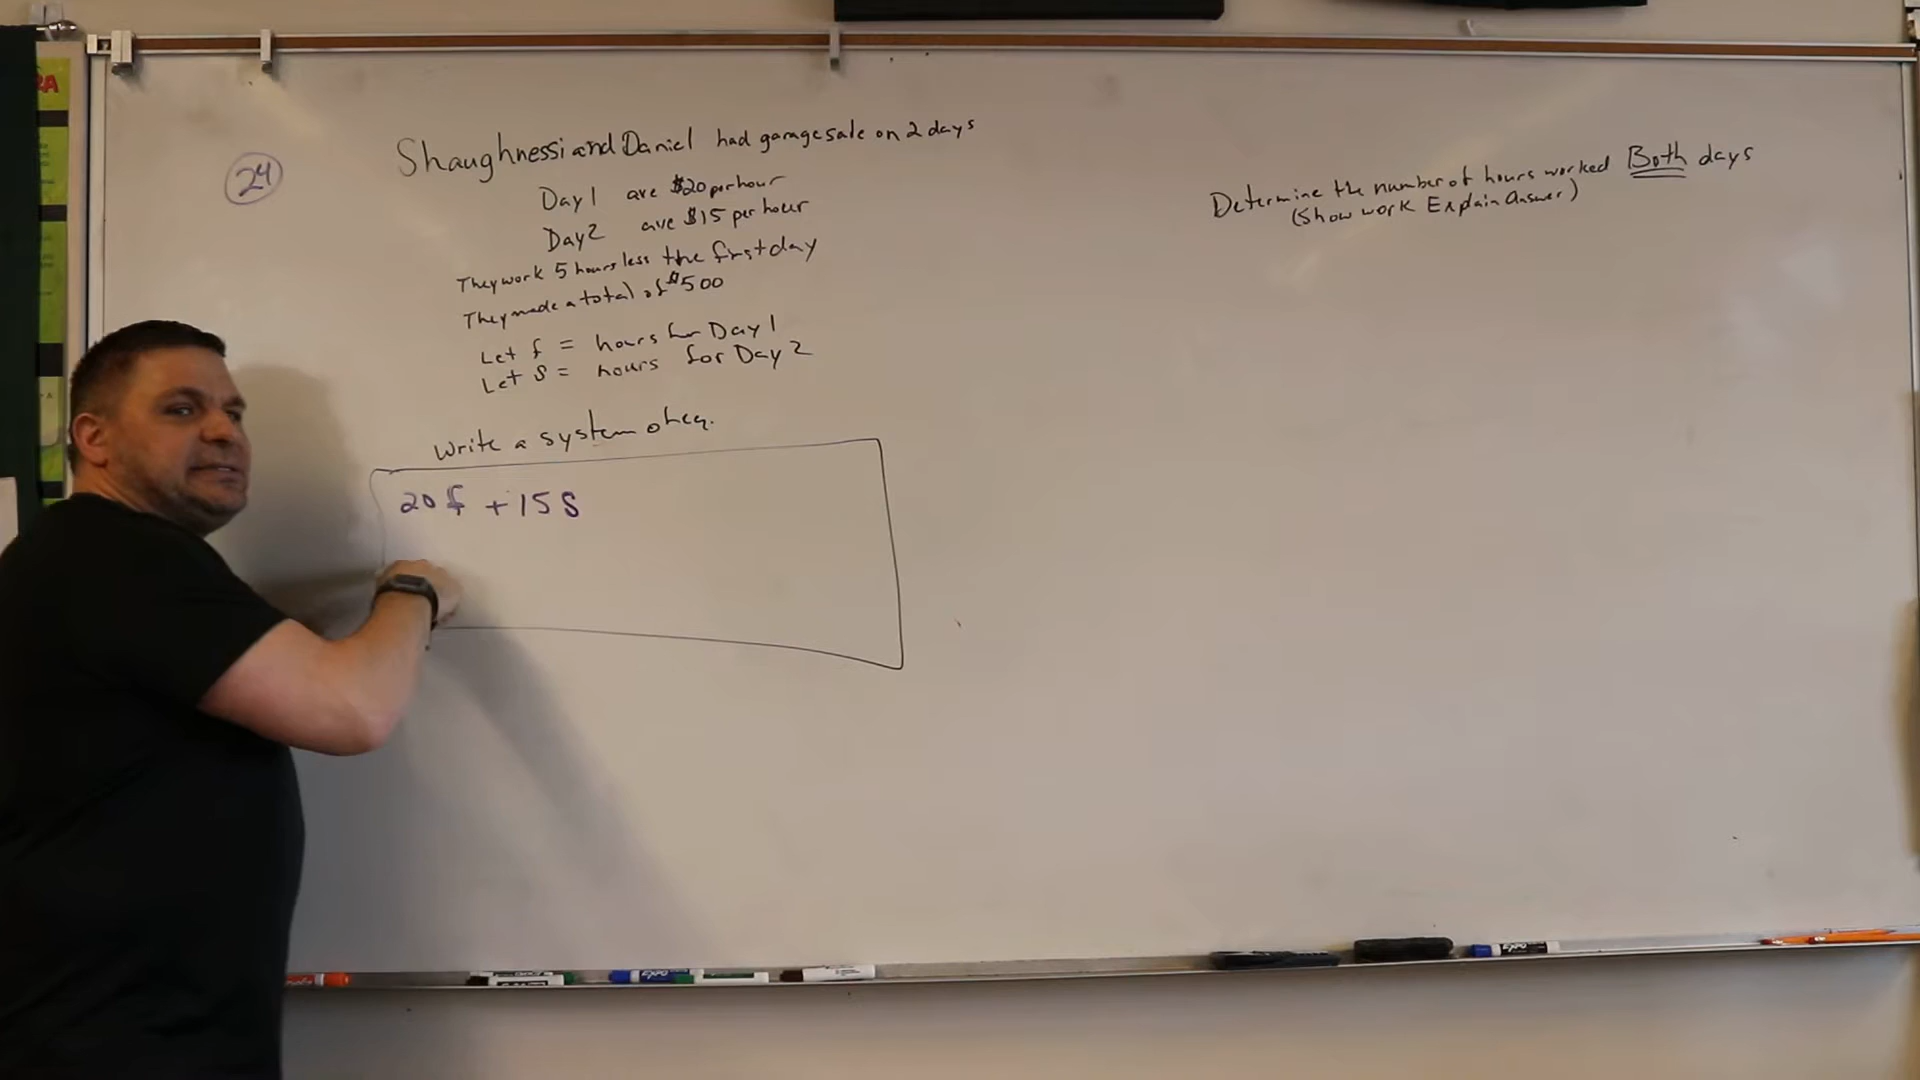 24
Shaughnessi and Daniel had garage sale on 2 days
Day 1 ave $20 per hour
Day 2 ave $15 per hour
They work 5 hours less the first day
They made a total of $500
Let f = hours for Day 1
Let S = hours for Day 2
Write a system of eq.
20f + 15S
Determine the number of hours worked Both days
(Show work Explain Answer)
EXPO
EXPO